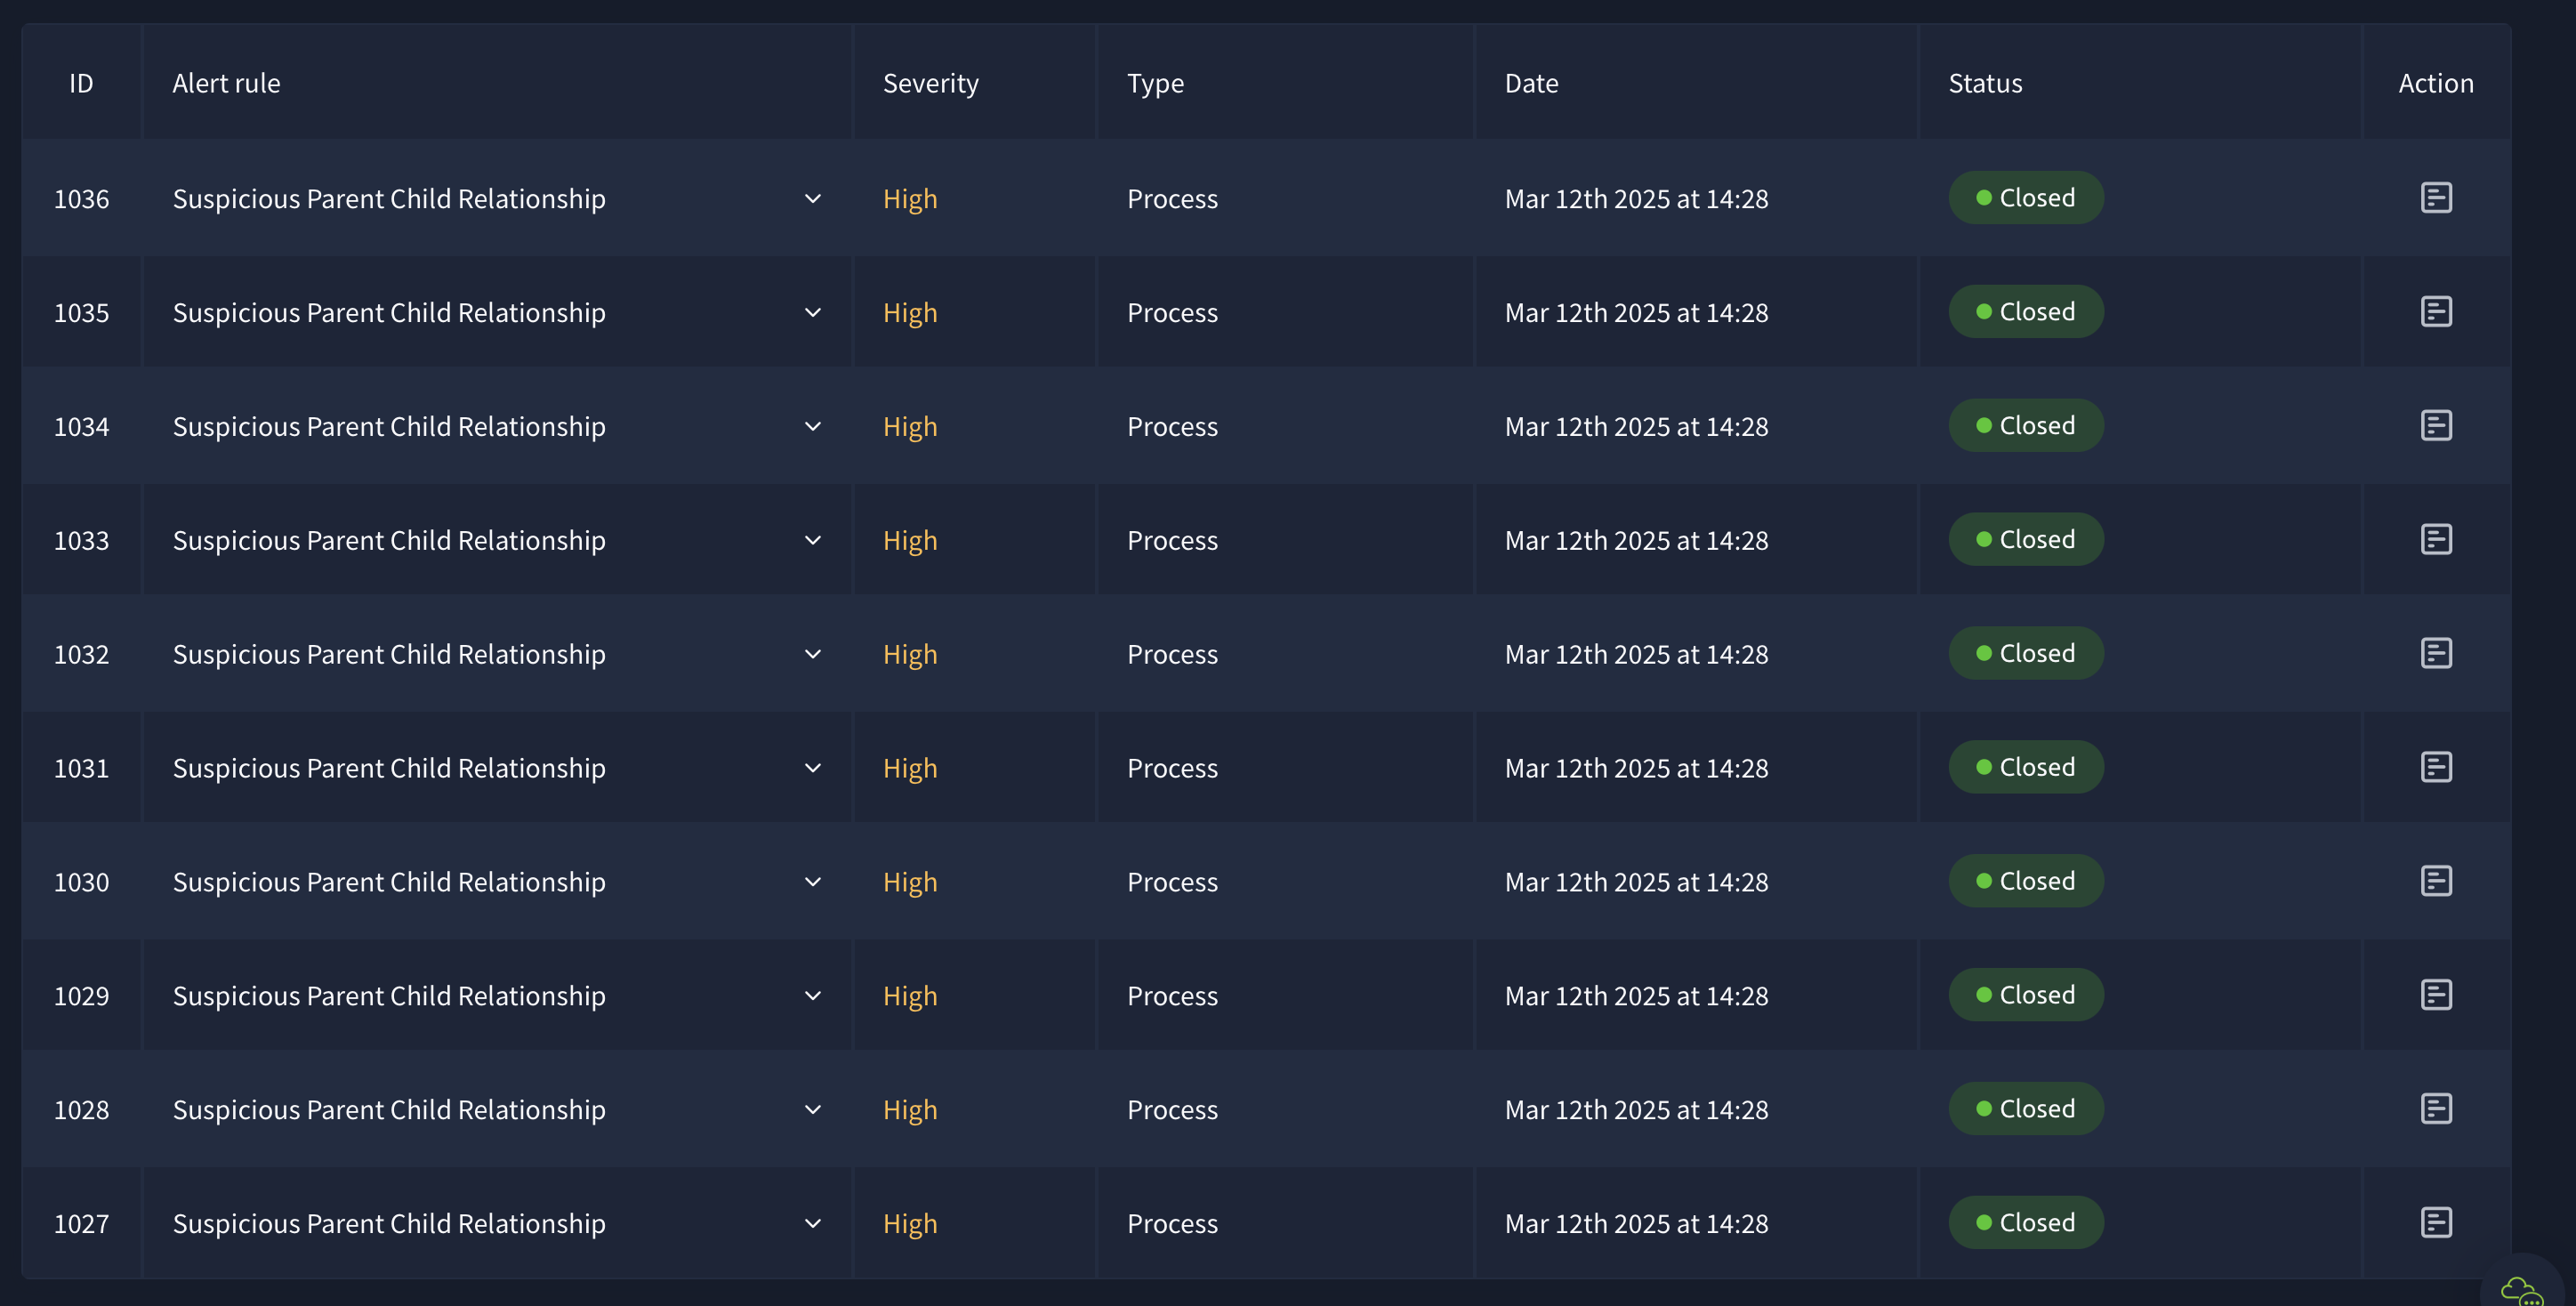 ID Alert rule Severity Type Date Status Action
1036 Suspicious Parent Child Relationship High Process Mar 12th 2025 at 14:28 Closed
1035 Suspicious Parent Child Relationship High Process Mar 12th 2025 at 14:28 Closed
1034 Suspicious Parent Child Relationship High Process Mar 12th 2025 at 14:28 Closed
1033 Suspicious Parent Child Relationship High Process Mar 12th 2025 at 14:28 Closed
1032 Suspicious Parent Child Relationship High Process Mar 12th 2025 at 14:28 Closed
1031 Suspicious Parent Child Relationship High Process Mar 12th 2025 at 14:28 Closed
1030 Suspicious Parent Child Relationship High Process Mar 12th 2025 at 14:28 Closed
1029 Suspicious Parent Child Relationship High Process Mar 12th 2025 at 14:28 Closed
1028 Suspicious Parent Child Relationship High Process Mar 12th 2025 at 14:28 Closed
1027 Suspicious Parent Child Relationship High Process Mar 12th 2025 at 14:28 Closed